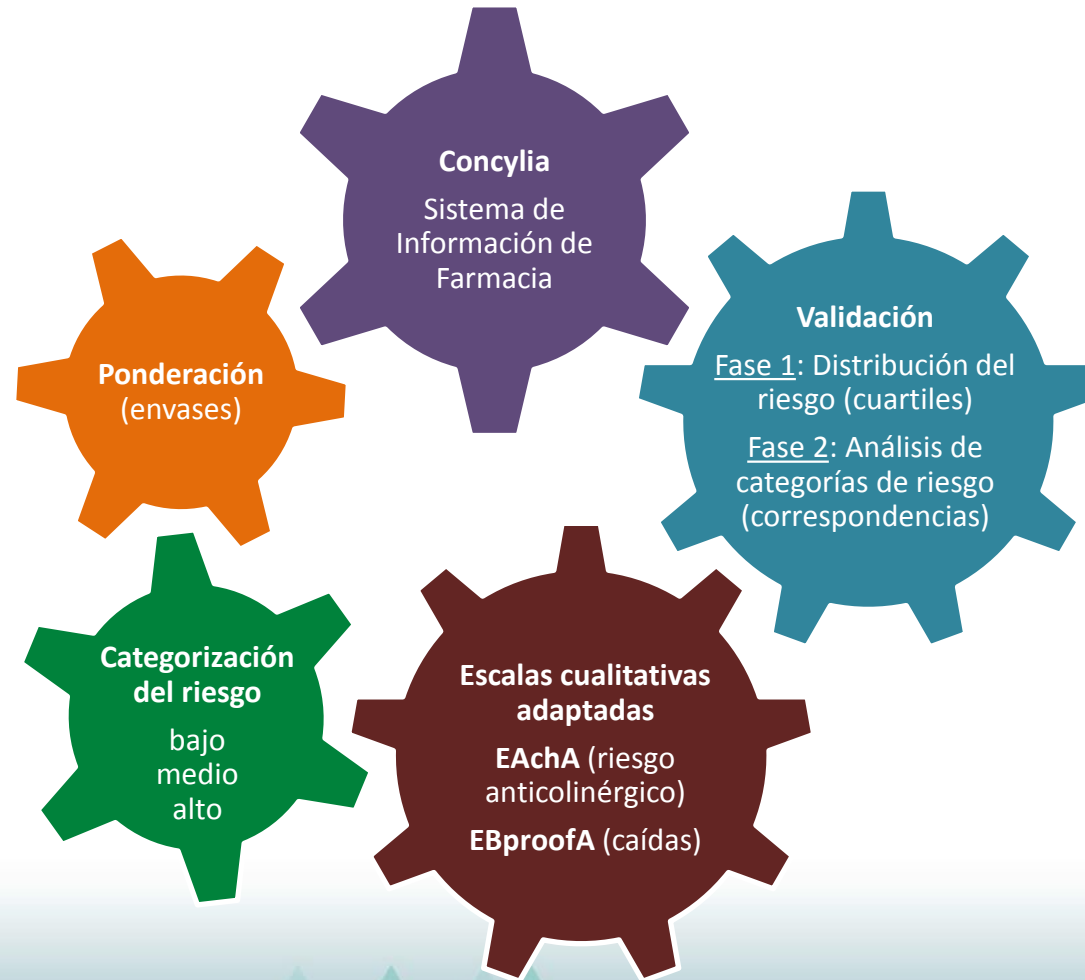 Concylia
Sistema de
Información de
Farmacia
Ponderación
(envases)
Validación
Fase 1: Distribución del
riesgo (cuartiles)
Fase 2: Análisis de
categorías de riesgo
(correspondencias)
Categorización
del riesgo
bajo
medio
alto
Escalas cualitativas
adaptadas
EAchA (riesgo
anticolinérgico)
EBproofA (caídas)